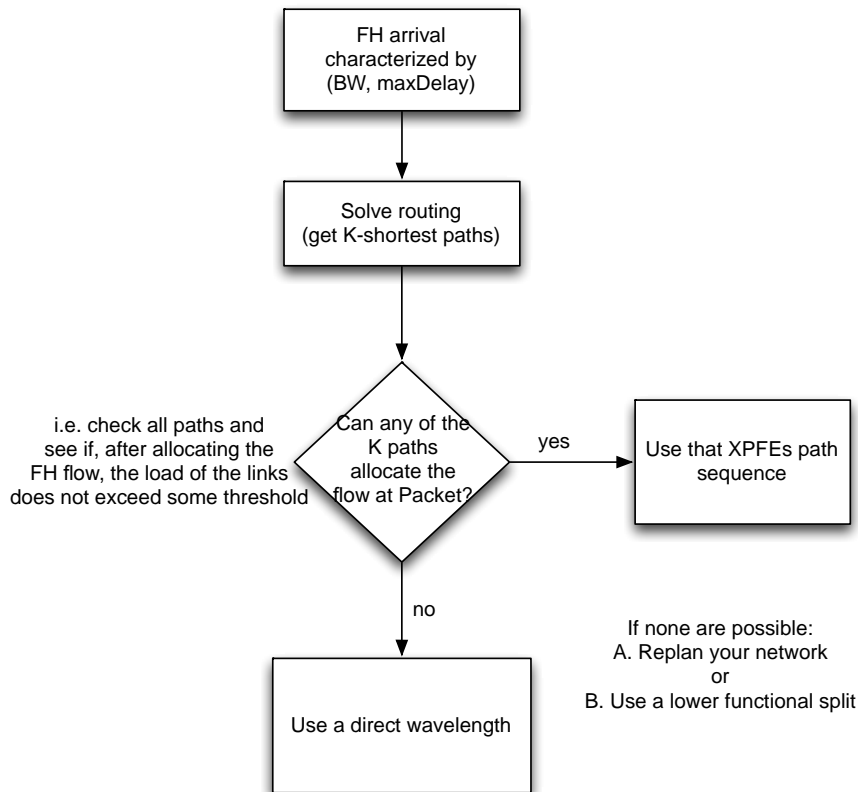 FH arrival
characterized by
(BW, maxDelay)
Solve routing
(get K-shortest paths)
i.e. check all paths and
see if, after allocating the
FH flow, the load of the links
does not exceed some threshold
Can any of the
K paths
allocate the
flow at Packet?
yes
Use that XPFEs path
sequence
no
If none are possible:
A. Replan your network
or
B. Use a lower functional split
Use a direct wavelength